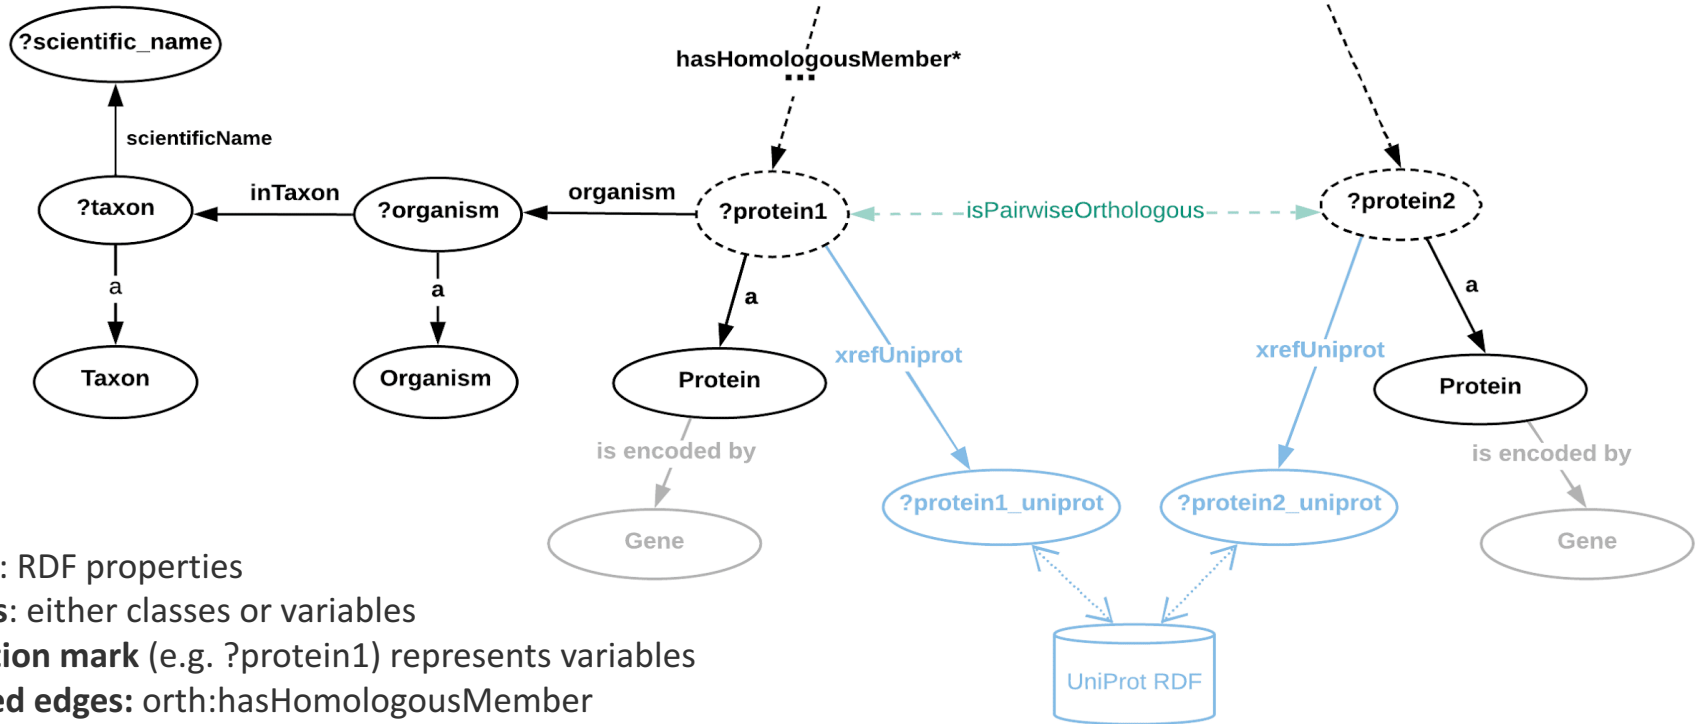 ?scientific_name
hasHomologousMember*
...
scientificName
?taxon
inTaxon
?organism
organism
?protein1
isPairwiseOrthologous
?protein2
a
a
a
a
Taxon
Organism
Protein
xrefUniprot
xrefUniprot
Protein
is encoded by
is encoded by
?protein1_uniprot
?protein2_uniprot
Gene
Gene
UniProt RDF
: RDF properties
s: either classes or variables
tion mark (e.g. ?protein1) represents variables
ed edges: orth:hasHomologousMember